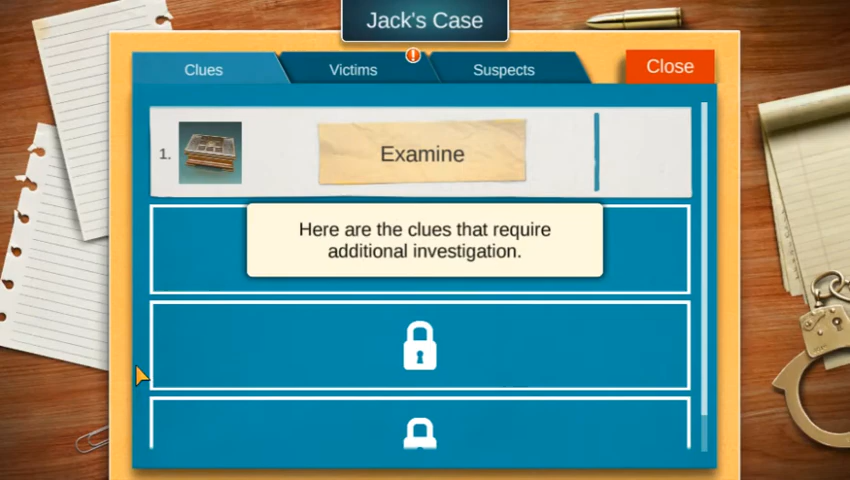 Jack's Case
Clues
Victims
!
Suspects
Close
1.
Examine
Here are the clues that require
additional investigation.